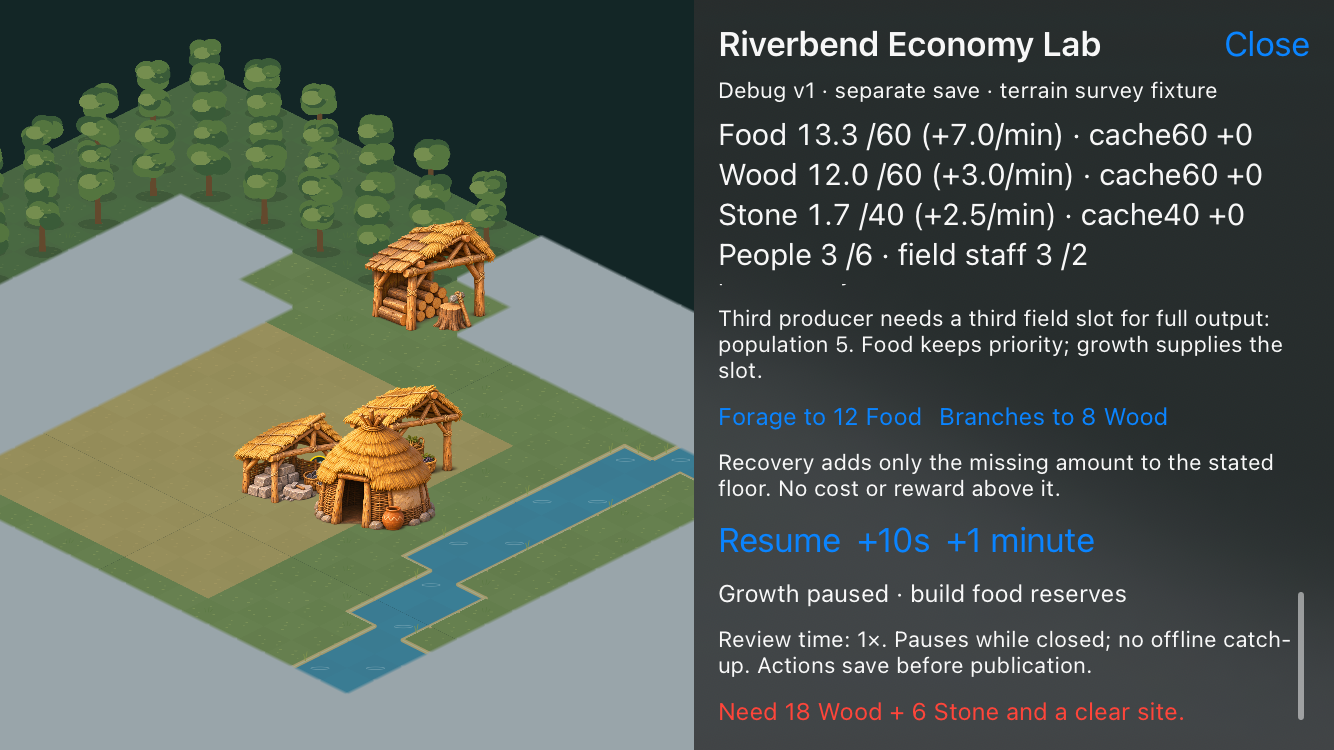 Riverbend Economy Lab
Close
Debug v1 · separate save · terrain survey fixture
Food 13.3 /60 (+7.0/min) · cache60 +0
Wood 12.0 /60 (+3.0/min) · cache60 +0
Stone 1.7 /40 (+2.5/min) · cache40 +0
People 3 /6 · field staff 3 /2
Third producer needs a third field slot for full output:
population 5. Food keeps priority; growth supplies the
slot.
Forage to 12 Food Branches to 8 Wood
Recovery adds only the missing amount to the stated
floor. No cost or reward above it.
Resume +10s +1 minute
Growth paused · build food reserves
Review time: 1×. Pauses while closed; no offline catch-
up. Actions save before publication.
Need 18 Wood + 6 Stone and a clear site.